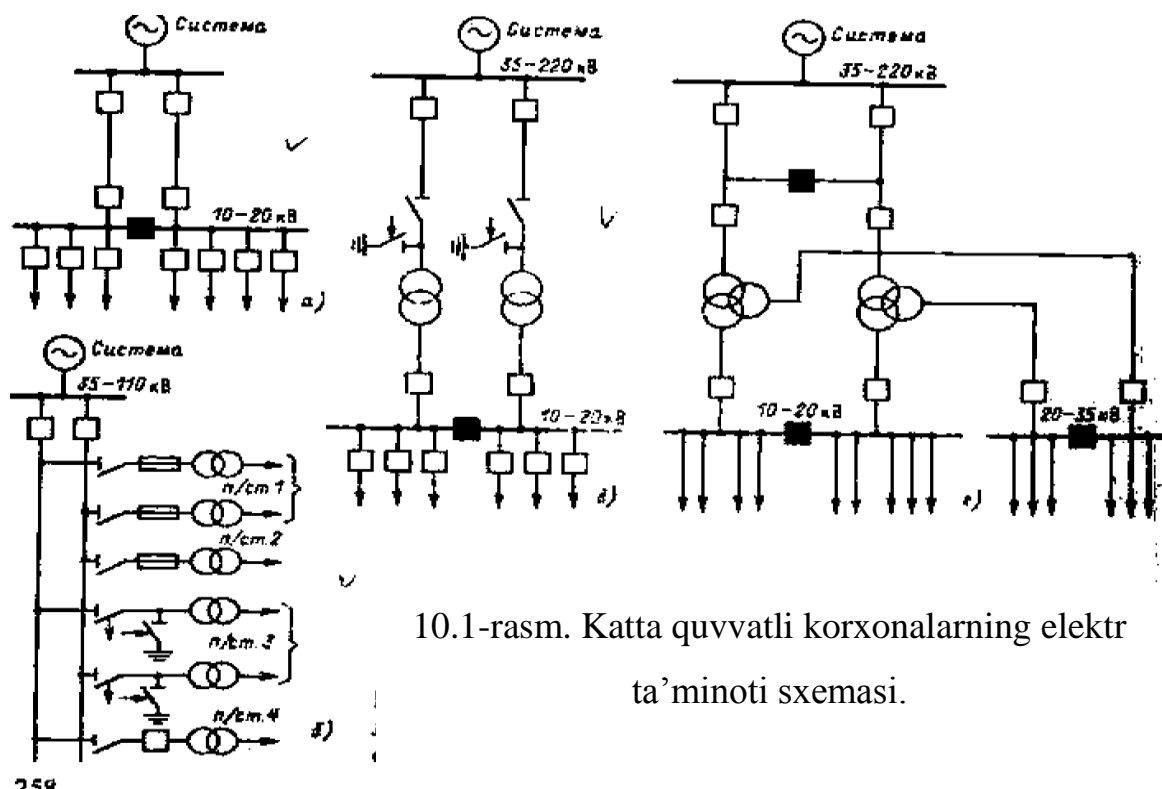 Система
10-20 кВ
а)
Система
35-220 кВ
10-20 кВ
Система
35-220 кВ
10-20 кВ
20-35 кВ
Система
35-110 кВ
п/ст.1
п/ст.2
п/ст.3
п/ст.4
10.1-rasm. Katta quvvatli korxonalarning elektr
ta’minoti sxemasi.
258